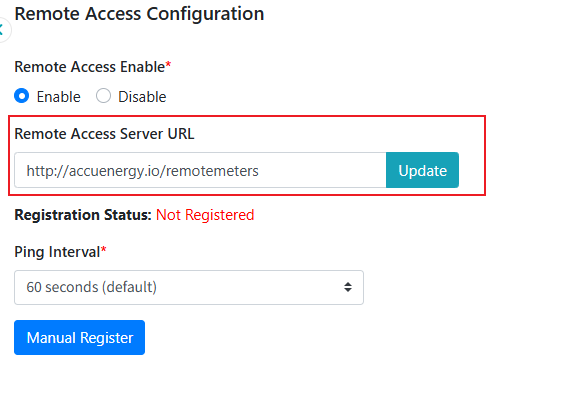 Remote Access Configuration
Remote Access Enable*
Enable Disable
Remote Access Server URL
http://accuenergy.io/remotemeters Update
Registration Status: Not Registered
Ping Interval*
60 seconds (default)
Manual Register